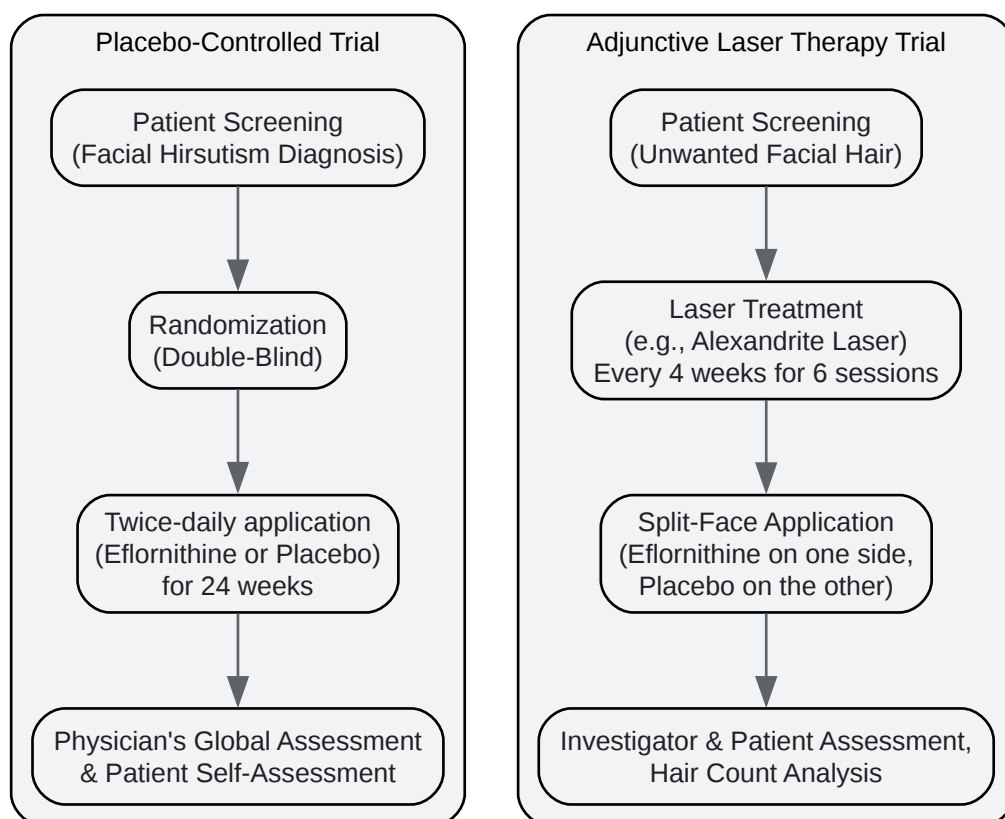 Placebo-Controlled Trial
Patient Screening
(Facial Hirsutism Diagnosis)
Randomization
(Double-Blind)
Twice-daily application
(Eflornithine or Placebo)
for 24 weeks
Physician's Global Assessment
& Patient Self-Assessment
Adjunctive Laser Therapy Trial
Patient Screening
(Unwanted Facial Hair)
Laser Treatment
(e.g., Alexandrite Laser)
Every 4 weeks for 6 sessions
Split-Face Application
(Eflornithine on one side,
Placebo on the other)
Investigator & Patient Assessment,
Hair Count Analysis